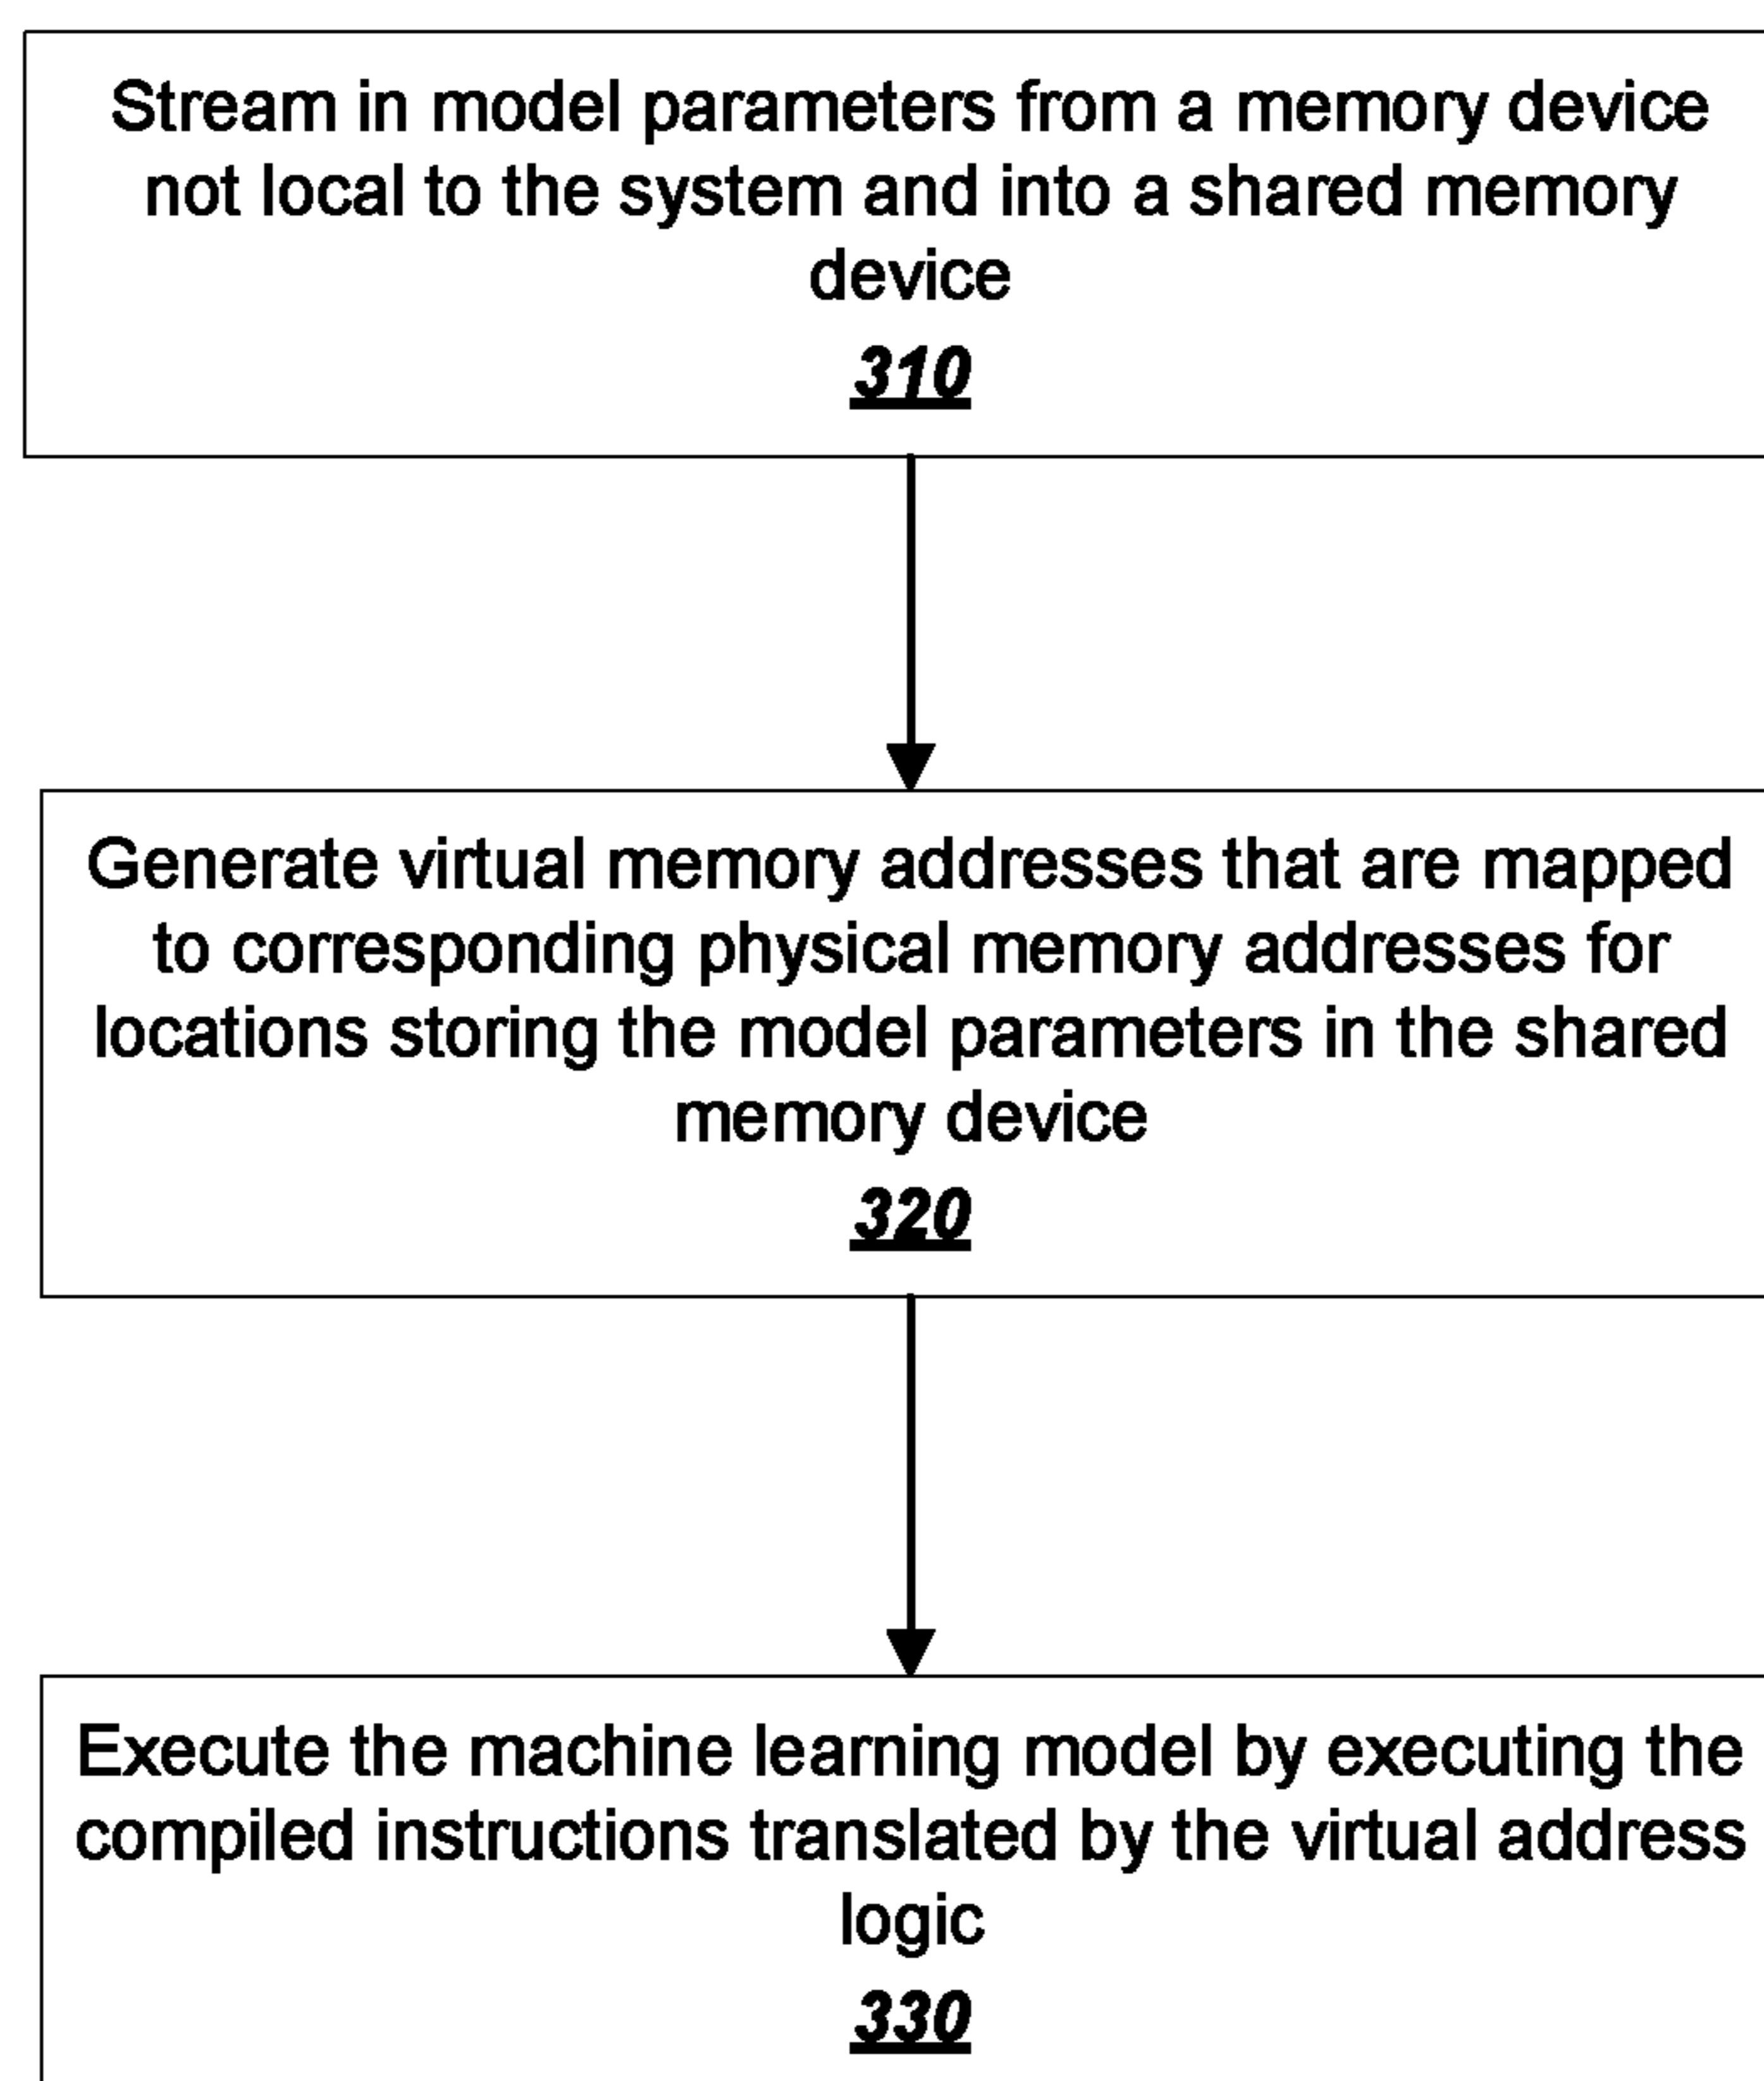 Stream in model parameters from a memory device
not local to the system and into a shared memory
device
310
Generate virtual memory addresses that are mapped
to corresponding physical memory addresses for
locations storing the model parameters in the shared
memory device
320
Execute the machine learning model by executing the
compiled instructions translated by the virtual address
logic
330